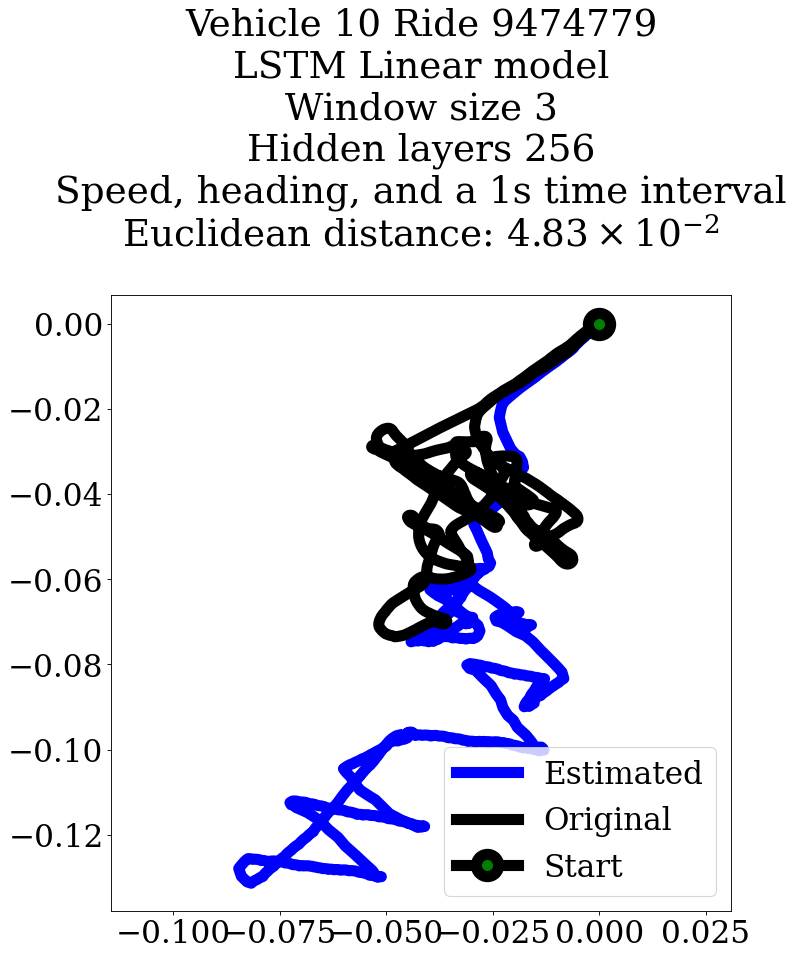 Vehicle 10 Ride 9474779
LSTM Linear model
Window size 3
Hidden layers 256
Speed, heading, and a 1s time interval
Euclidean distance: 4.83 × 10⁻²
0.00
−0.02
−0.04
−0.06
−0.08
−0.10
−0.12
Estimated
Original
Start
−0.100 −0.075 −0.050 −0.025 0.000 0.025